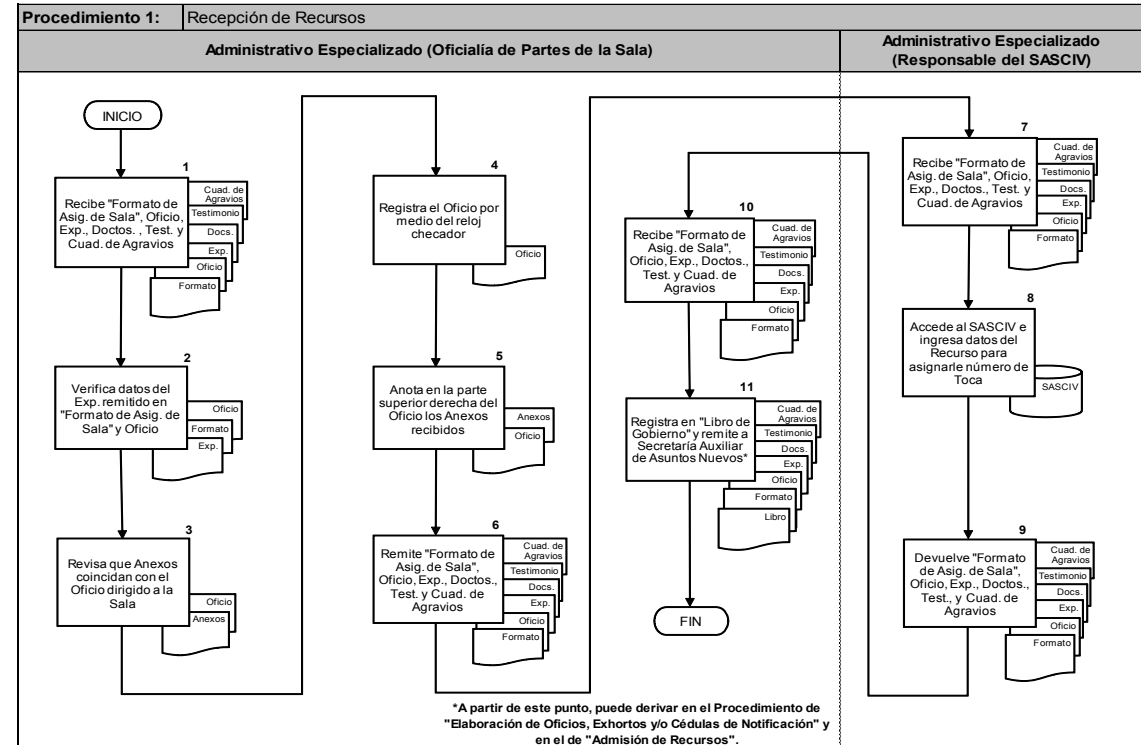 Procedimiento 1: Recepción de Recursos
Administrativo Especializado (Oficialía de Partes de la Sala)
Administrativo Especializado
(Responsable del SASCIV)
INICIO
1
Recibe "Formato de
Asig. de Sala", Oficio,
Exp., Doctos. , Test. y
Cuad. de Agravios
Cuad. de
Agravios
Testimonio
Docs.
Exp.
Oficio
Formato
2
Verifica datos del
Exp. remitido en
"Formato de Asig. de
Sala" y Oficio
Oficio
Formato
Exp.
3
Revisa que Anexos
coincidan con el
Oficio dirigido a la
Sala
Oficio
Anexos
4
Registra el Oficio por
medio del reloj
checador
Oficio
5
Anota en la parte
superior derecha del
Oficio los Anexos
recibidos
Anexos
Oficio
6
Remite "Formato de
Asig. de Sala",
Oficio, Exp., Doctos.,
Test. y Cuad. de
Agravios
Cuad. de
Agravios
Testimonio
Docs.
Exp.
Oficio
Formato
7
Recibe "Formato de
Asig. de Sala", Oficio,
Exp., Doctos., Test. y
Cuad. de Agravios
Cuad. de
Agravios
Testimonio
Docs.
Exp.
Oficio
Formato
8
Accede al SASCIV e
ingresa datos del
Recurso para
asignarle número de
Toca
SASCIV
9
Devuelve "Formato
de Asig. de Sala",
Oficio, Exp., Doctos.,
Test., y Cuad. de
Agravios
Cuad. de
Agravios
Testimonio
Docs.
Exp.
Oficio
Formato
10
Recibe "Formato de
Asig. de Sala",
Oficio, Exp., Doctos.,
Test. y Cuad. de
Agravios
Cuad. de
Agravios
Testimonio
Docs.
Exp.
Oficio
Formato
11
Registra en "Libro de
Gobierno" y remite a
Secretaría Auxiliar
de Asuntos Nuevos*
Cuad. de
Agravios
Testimonio
Docs.
Exp.
Oficio
Formato
Libro
FIN
*A partir de este punto, puede derivar en el Procedimiento de
"Elaboración de Oficios, Exhortos y/o Cédulas de Notificación" y
en el de "Admisión de Recursos".